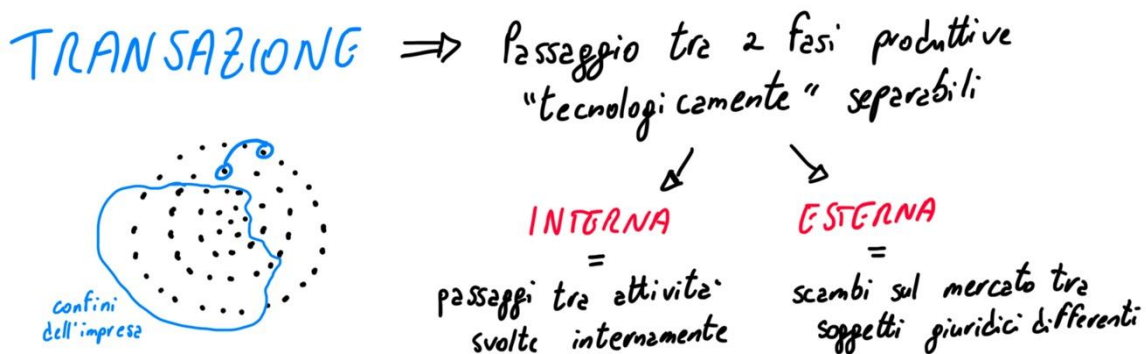 TRANSAZIONE ⇒ Passaggio tra 2 fasi produttive
"tecnologicamente" separabili
INTERNA
=
passaggi tra attività
svolte internamente
ESTERNA
=
scambi sul mercato tra
soggetti giuridici differenti
confini
dell'impresa